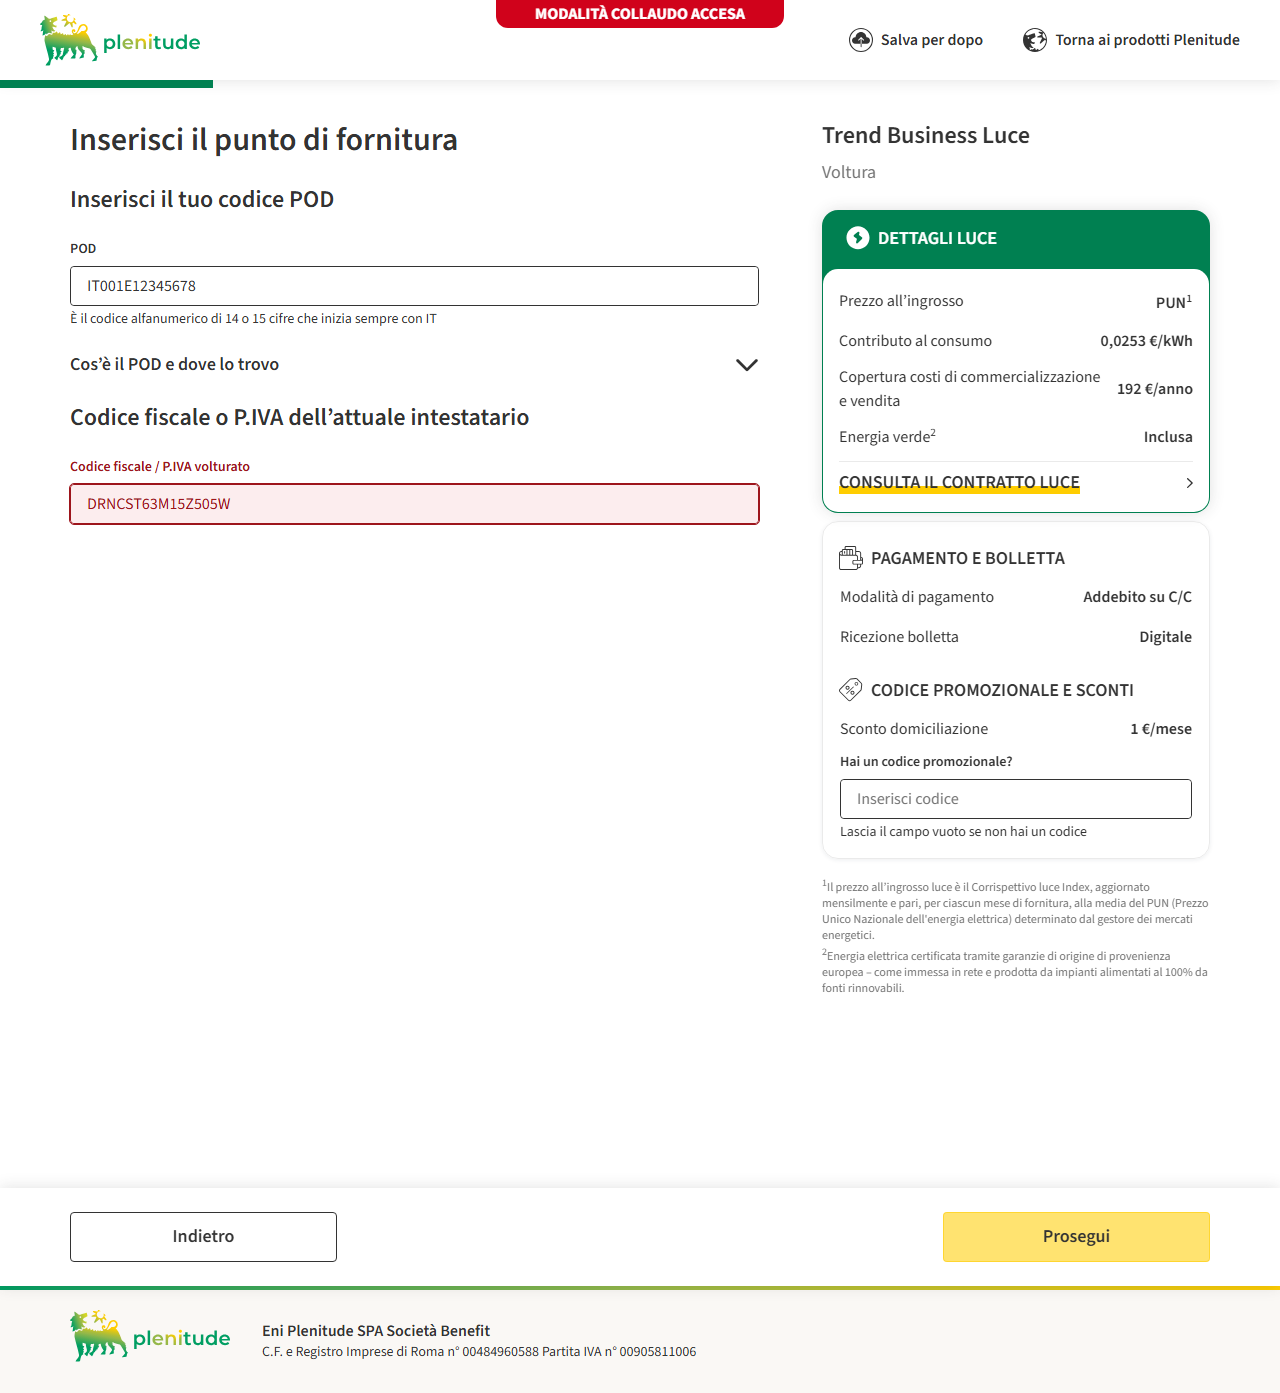 MODALITÀ COLLAUDO ACCESA
plenitude
Salva per dopo
Torna ai prodotti Plenitude
Inserisci il punto di fornitura
Inserisci il tuo codice POD
POD
IT001E12345678
È il codice alfanumerico di 14 o 15 cifre che inizia sempre con IT
Cos’è il POD e dove lo trovo
Codice fiscale o P.IVA dell’attuale intestatario
Codice fiscale / P.IVA volturato
DRNCST63M15Z505W
Trend Business Luce
Voltura
DETTAGLI LUCE
Prezzo all’ingrosso PUN¹
Contributo al consumo 0,0253 €/kWh
Copertura costi di commercializzazione
e vendita 192 €/anno
Energia verde² Inclusa
CONSULTA IL CONTRATTO LUCE
PAGAMENTO E BOLLETTA
Modalità di pagamento Addebito su C/C
Ricezione bolletta Digitale
CODICE PROMOZIONALE E SCONTI
Sconto domiciliazione 1 €/mese
Hai un codice promozionale?
Inserisci codice
Lascia il campo vuoto se non hai un codice
¹Il prezzo all’ingrosso luce è il Corrispettivo luce Index, aggiornato
mensilmente e pari, per ciascun mese di fornitura, alla media del PUN (Prezzo
Unico Nazionale dell'energia elettrica) determinato dal gestore dei mercati
energetici.
²Energia elettrica certificata tramite garanzie di origine di provenienza
europea – come immessa in rete e prodotta da impianti alimentati al 100% da
fonti rinnovabili.
Indietro
Prosegui
plenitude
Eni Plenitude SPA Società Benefit
C.F. e Registro Imprese di Roma n° 00484960588 Partita IVA n° 00905811006